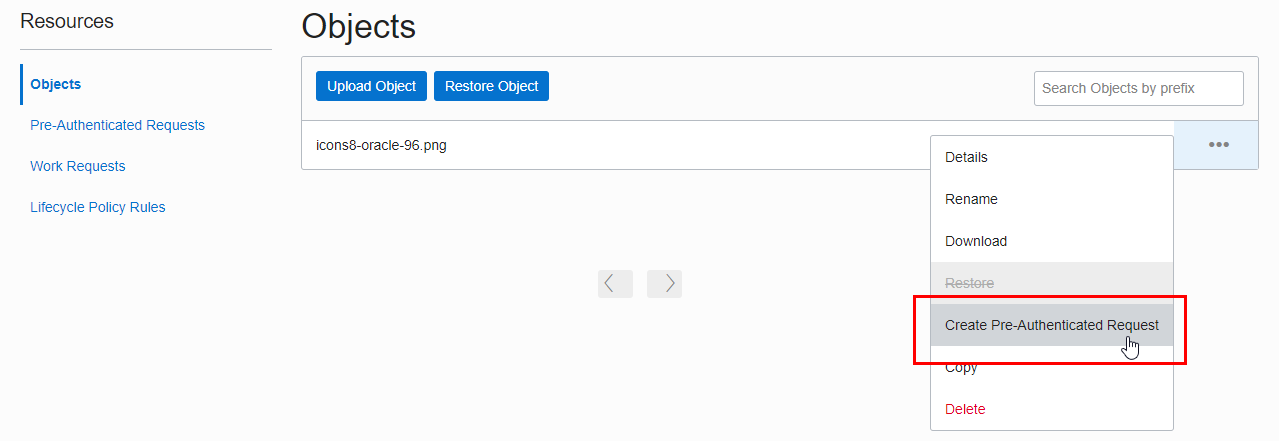 Resources
Objects
Pre-Authenticated Requests
Work Requests
Lifecycle Policy Rules
Objects
Upload Object
Restore Object
Search Objects by prefix
icons8-oracle-96.png
Details
Rename
Download
Restore
Create Pre-Authenticated Request
Copy
Delete